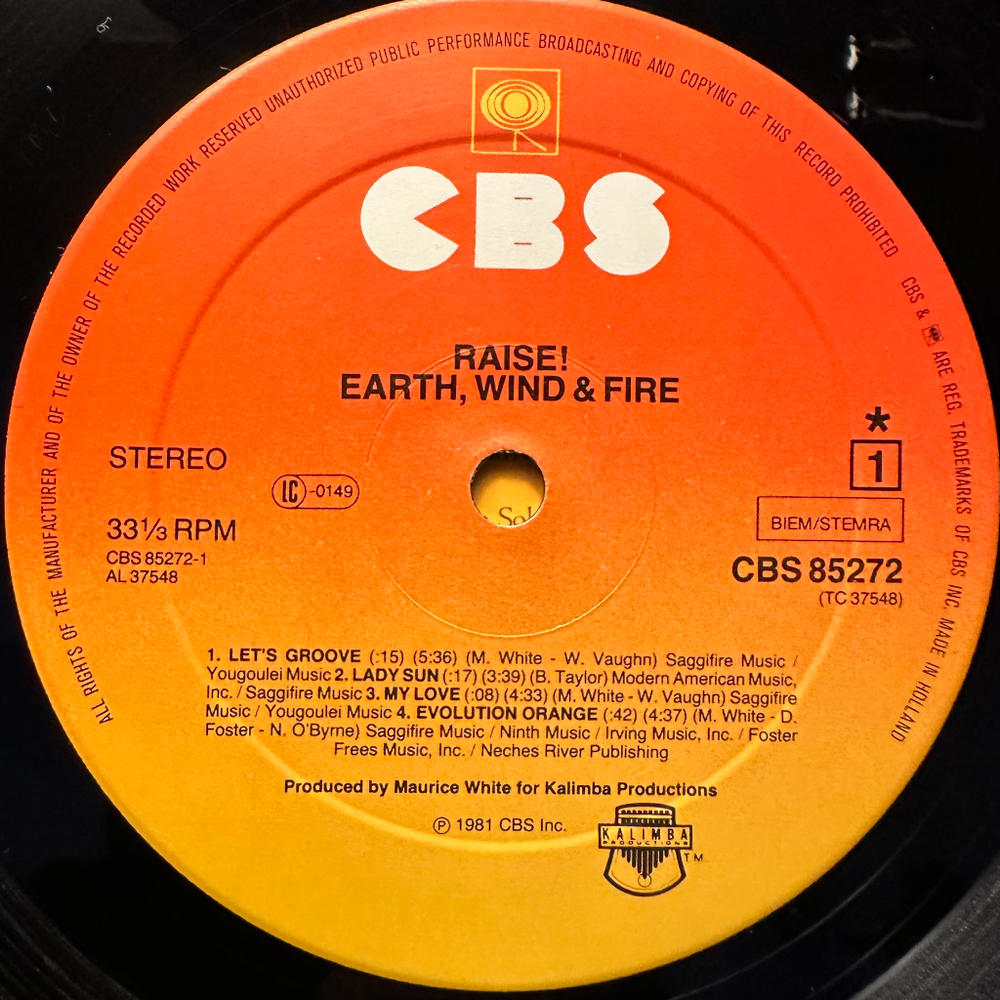 ALL RIGHTS OF THE MANUFACTURER AND OF THE OWNER OF THE RECORDED WORK RESERVED UNAUTHORIZED PUBLIC PERFORMANCE BROADCASTING AND COPYING OF THIS RECORD PROHIBITED CBS & ARE REG. TRADEMARKS OF CBS INC. MADE IN HOLLAND
CBS
RAISE!
EARTH, WIND & FIRE
STEREO
LC-0149
33⅓ RPM
CBS 85272-1
AL 37548
*
1
BIEM/STEMRA
CBS 85272
(TC 37548)
Sol
1. LET'S GROOVE (:15) (5:36) (M. White - W. Vaughn) Saggifire Music /
Yougoulei Music 2. LADY SUN (:17) (3:39) (B. Taylor) Modern American Music,
Inc. / Saggifire Music 3. MY LOVE (:08) (4:33) (M. White - W. Vaughn) Saggifire
Music / Yougoulei Music 4. EVOLUTION ORANGE (:42) (4:37) (M. White - D.
Foster - N. O'Byrne) Saggifire Music / Ninth Music / Irving Music, Inc. / Foster
Frees Music, Inc. / Neches River Publishing
Produced by Maurice White for Kalimba Productions
℗ 1981 CBS Inc.
KALIMBA
PRODUCTIONS
TM